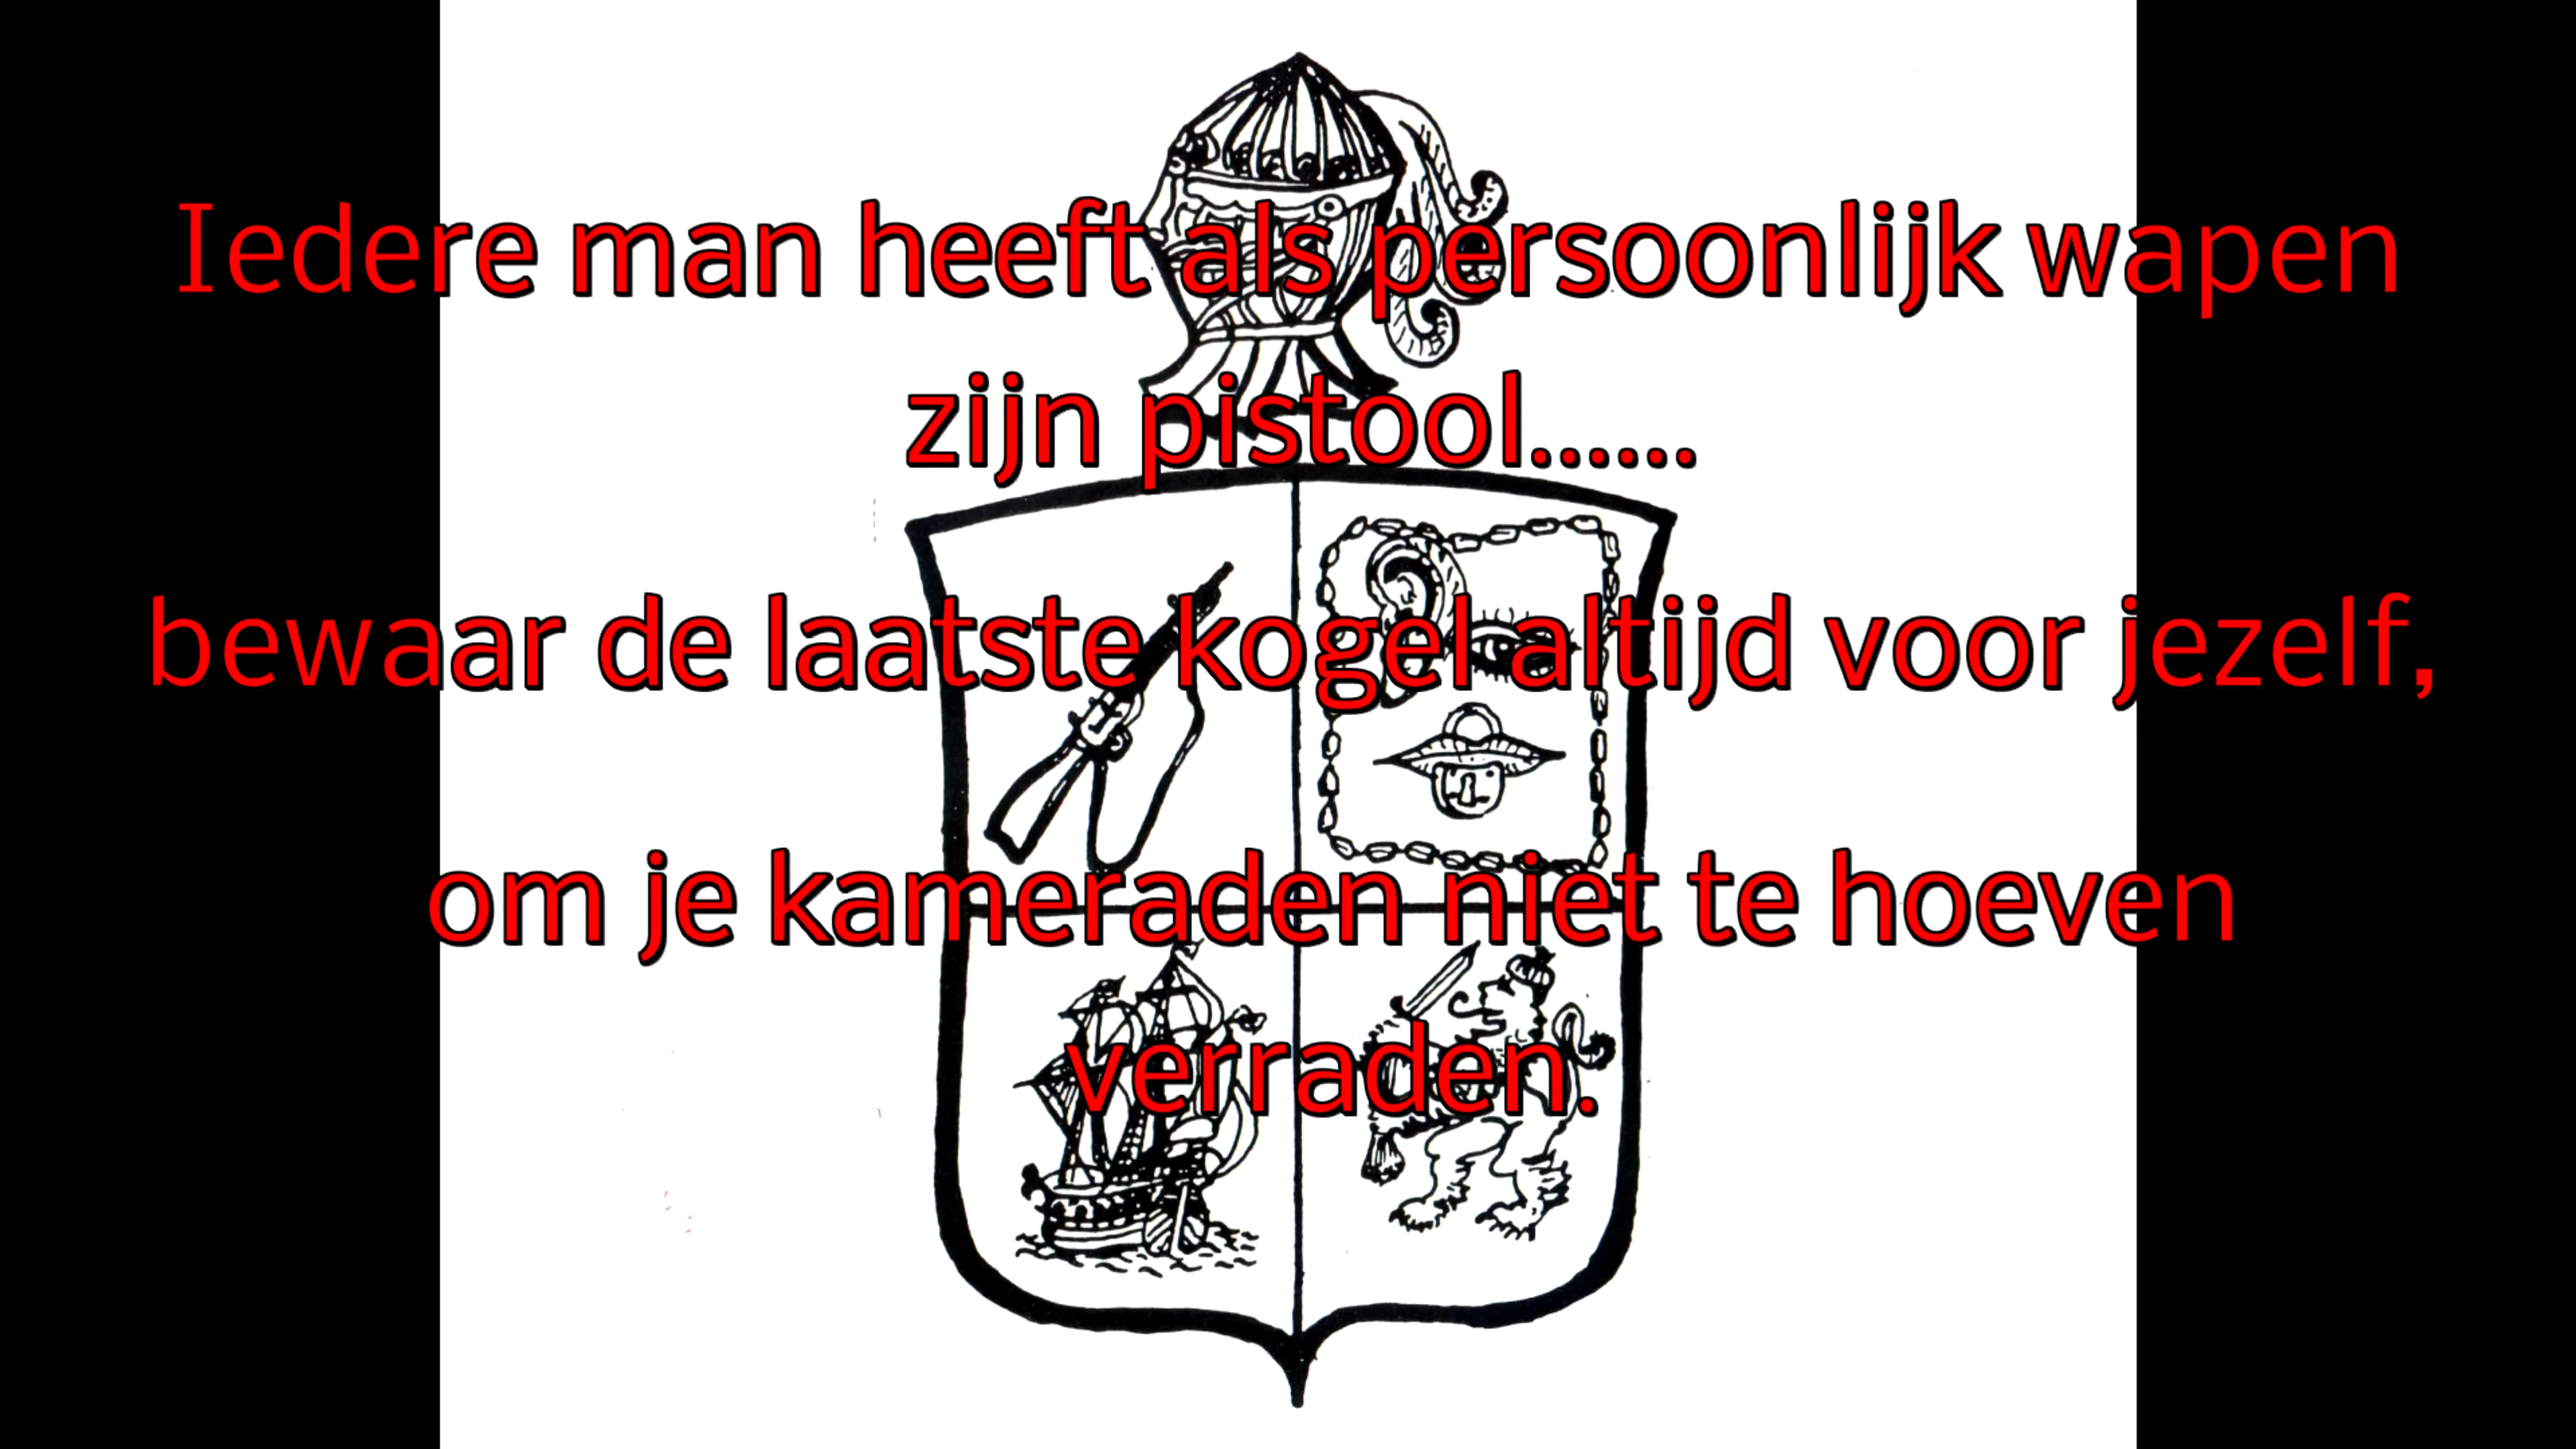 Iedere man heeft als persoonlijk wapen
zijn pistool......
bewaar de laatste kogel altijd voor jezelf,
om je kameraden niet te hoeven
verraden.